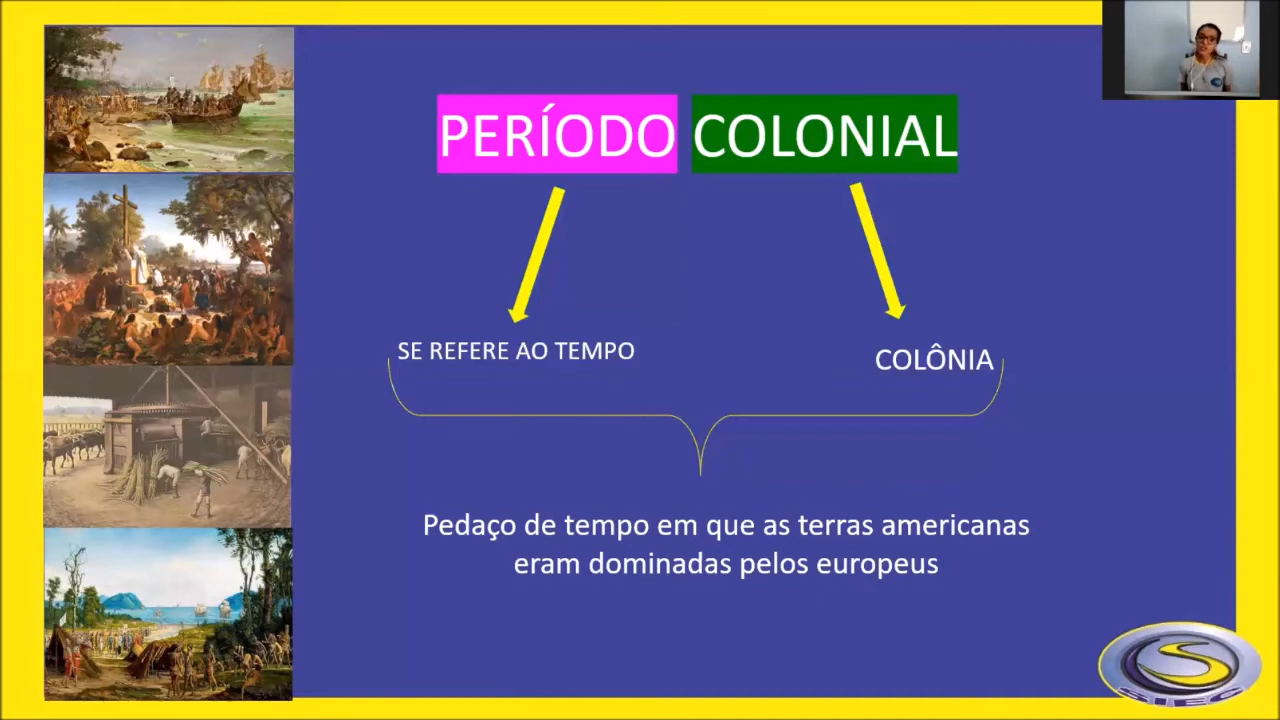 PERÍODO COLONIAL
SE REFERE AO TEMPO
COLÔNIA
Pedaço de tempo em que as terras americanas
eram dominadas pelos europeus
SIEC